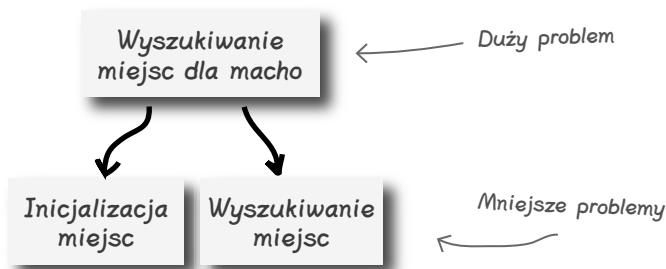 Wyszukiwanie
miejsc dla macho
Duży problem
Inicjalizacja
miejsc
Wyszukiwanie
miejsc
Mniejsze problemy